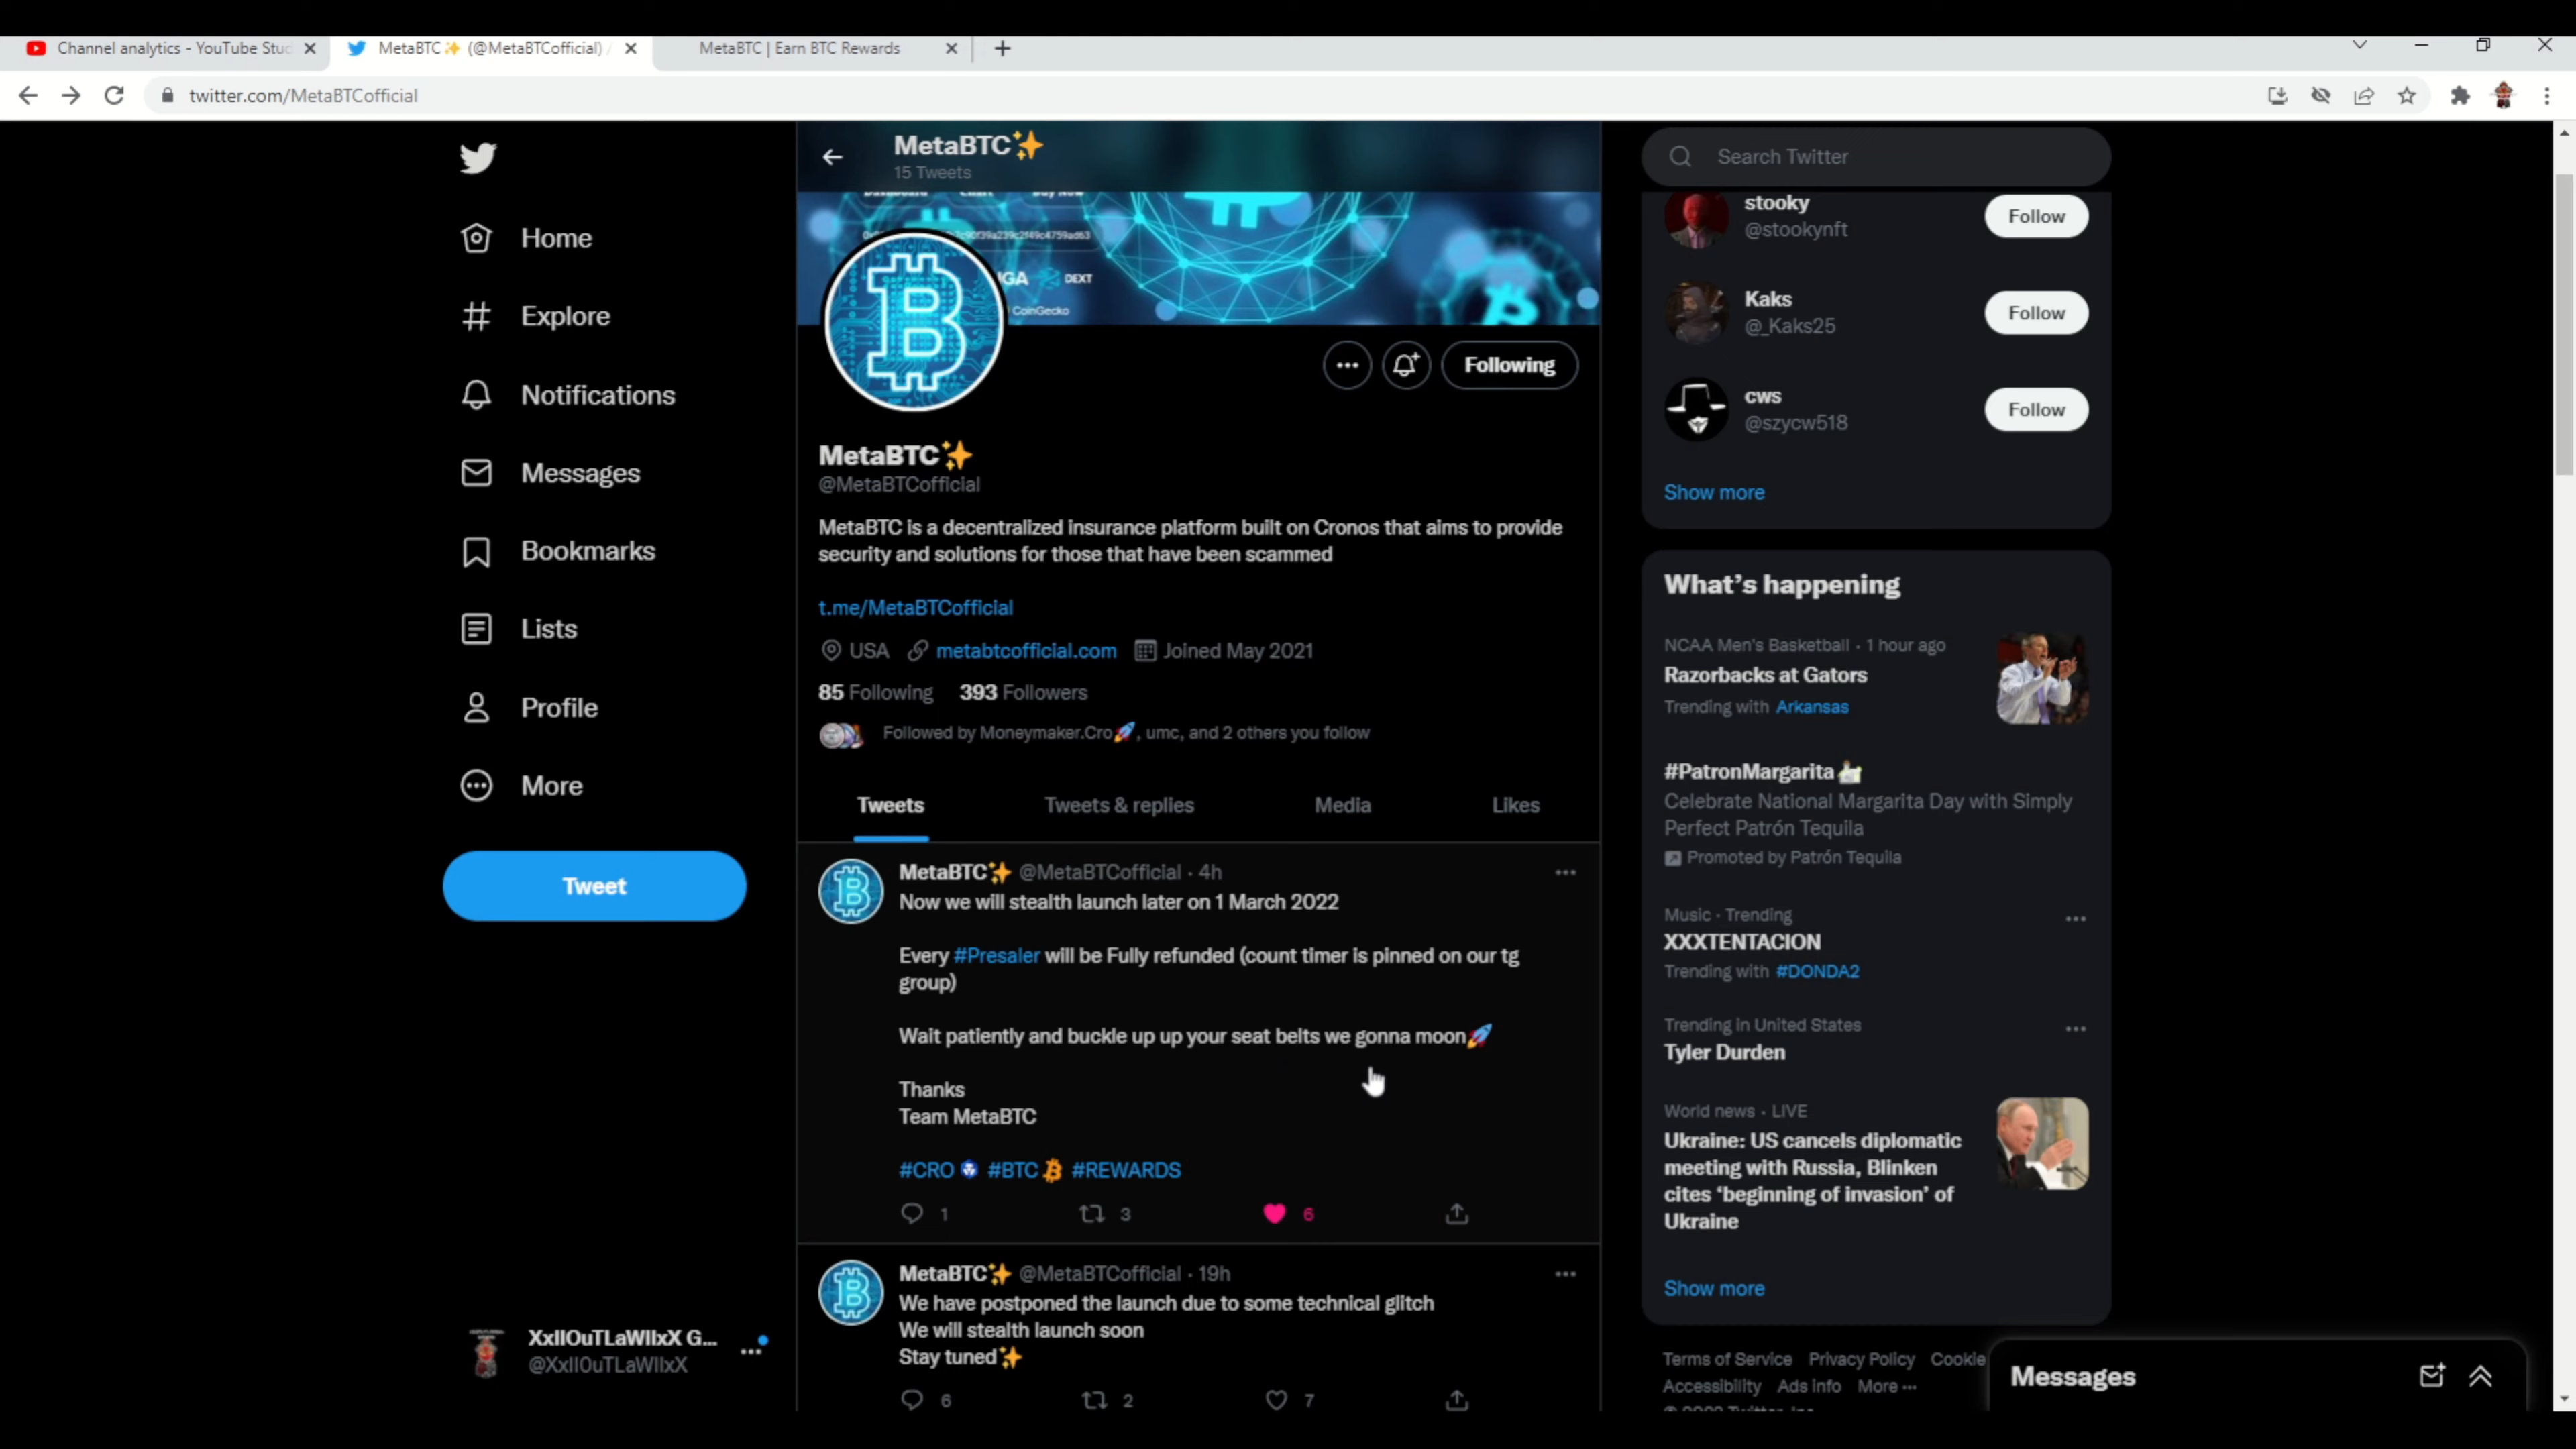 Channel analytics - YouTube Stud
MetaBTC✨ (@MetaBTCofficial) /
MetaBTC | Earn BTC Rewards
twitter.com/MetaBTCofficial
MetaBTC✨
15 Tweets
Search Twitter
Home
Explore
Notifications
Messages
Bookmarks
Lists
Profile
More
Tweet
XxIIOuTLaWIIxX G...
@XxII0uTLaWIIxX
DEXT
CoinGecko
Following
MetaBTC✨
@MetaBTCofficial
MetaBTC is a decentralized insurance platform built on Cronos that aims to provide
security and solutions for those that have been scammed
t.me/MetaBTCofficial
USA metabtcofficial.com Joined May 2021
85 Following 393 Followers
Followed by Moneymaker.Cro🚀, umc, and 2 others you follow
Tweets Tweets & replies Media Likes
MetaBTC✨ @MetaBTCofficial · 4h
Now we will stealth launch later on 1 March 2022
Every #Presaler will be Fully refunded (count timer is pinned on our tg
group)
Wait patiently and buckle up up your seat belts we gonna moon🚀
Thanks
Team MetaBTC
#CRO #BTC #REWARDS
1 3 6
MetaBTC✨ @MetaBTCofficial · 19h
We have postponed the launch due to some technical glitch
We will stealth launch soon
Stay tuned✨
6 2 7
stooky
@stookynft
Follow
Kaks
@_Kaks25
Follow
cws
@szycw518
Follow
Show more
What's happening
NCAA Men's Basketball · 1 hour ago
Razorbacks at Gators
Trending with Arkansas
#PatronMargarita
Celebrate National Margarita Day with Simply
Perfect Patrón Tequila
Promoted by Patrón Tequila
Music · Trending
XXXTENTACION
Trending with #DONDA2
Trending in United States
Tyler Durden
World news · LIVE
Ukraine: US cancels diplomatic
meeting with Russia, Blinken
cites ‘beginning of invasion’ of
Ukraine
Show more
Terms of Service Privacy Policy Cookie
Accessibility Ads info More ···
Messages